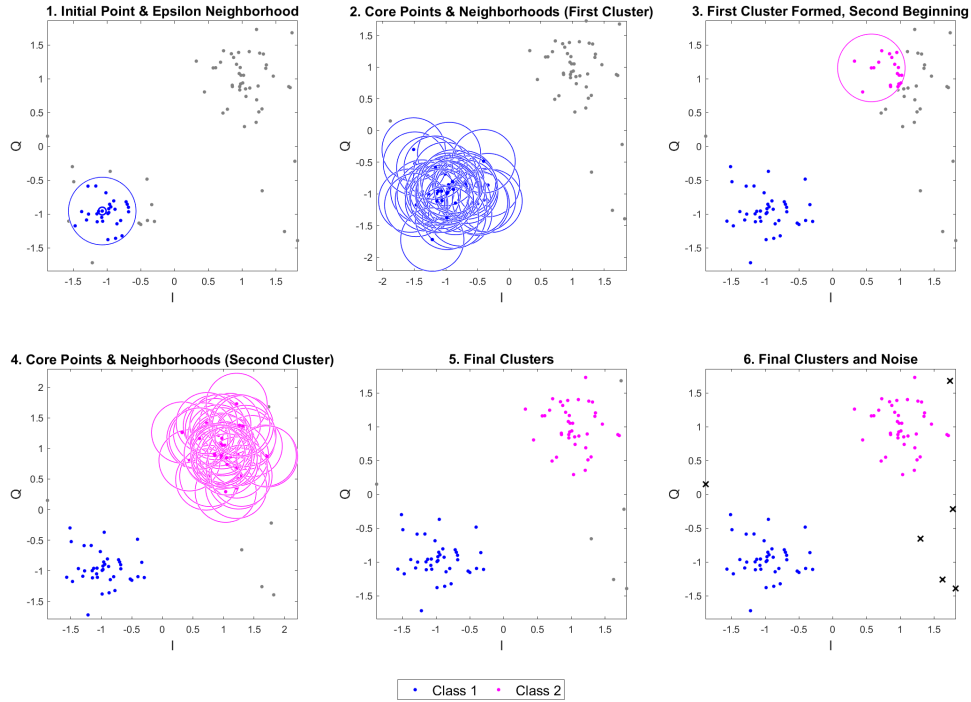 1. Initial Point & Epsilon Neighborhood
2. Core Points & Neighborhoods (First Cluster)
3. First Cluster Formed, Second Beginning
1.5
1
0.5
0
-0.5
-1
-1.5
Q
-1.5 -1 -0.5 0 0.5 1 1.5
I
1.5
1
0.5
0
-0.5
-1
-1.5
-2
Q
-2 -1.5 -1 -0.5 0 0.5 1 1.5
I
1.5
1
0.5
0
-0.5
-1
-1.5
Q
-1.5 -1 -0.5 0 0.5 1 1.5
I
4. Core Points & Neighborhoods (Second Cluster)
5. Final Clusters
6. Final Clusters and Noise
2
1.5
1
0.5
0
-0.5
-1
-1.5
Q
-1.5 -1 -0.5 0 0.5 1 1.5 2
I
1.5
1
0.5
0
-0.5
-1
-1.5
Q
-1.5 -1 -0.5 0 0.5 1 1.5
I
1.5
1
0.5
0
-0.5
-1
-1.5
Q
-1.5 -1 -0.5 0 0.5 1 1.5
I
Class 1 Class 2